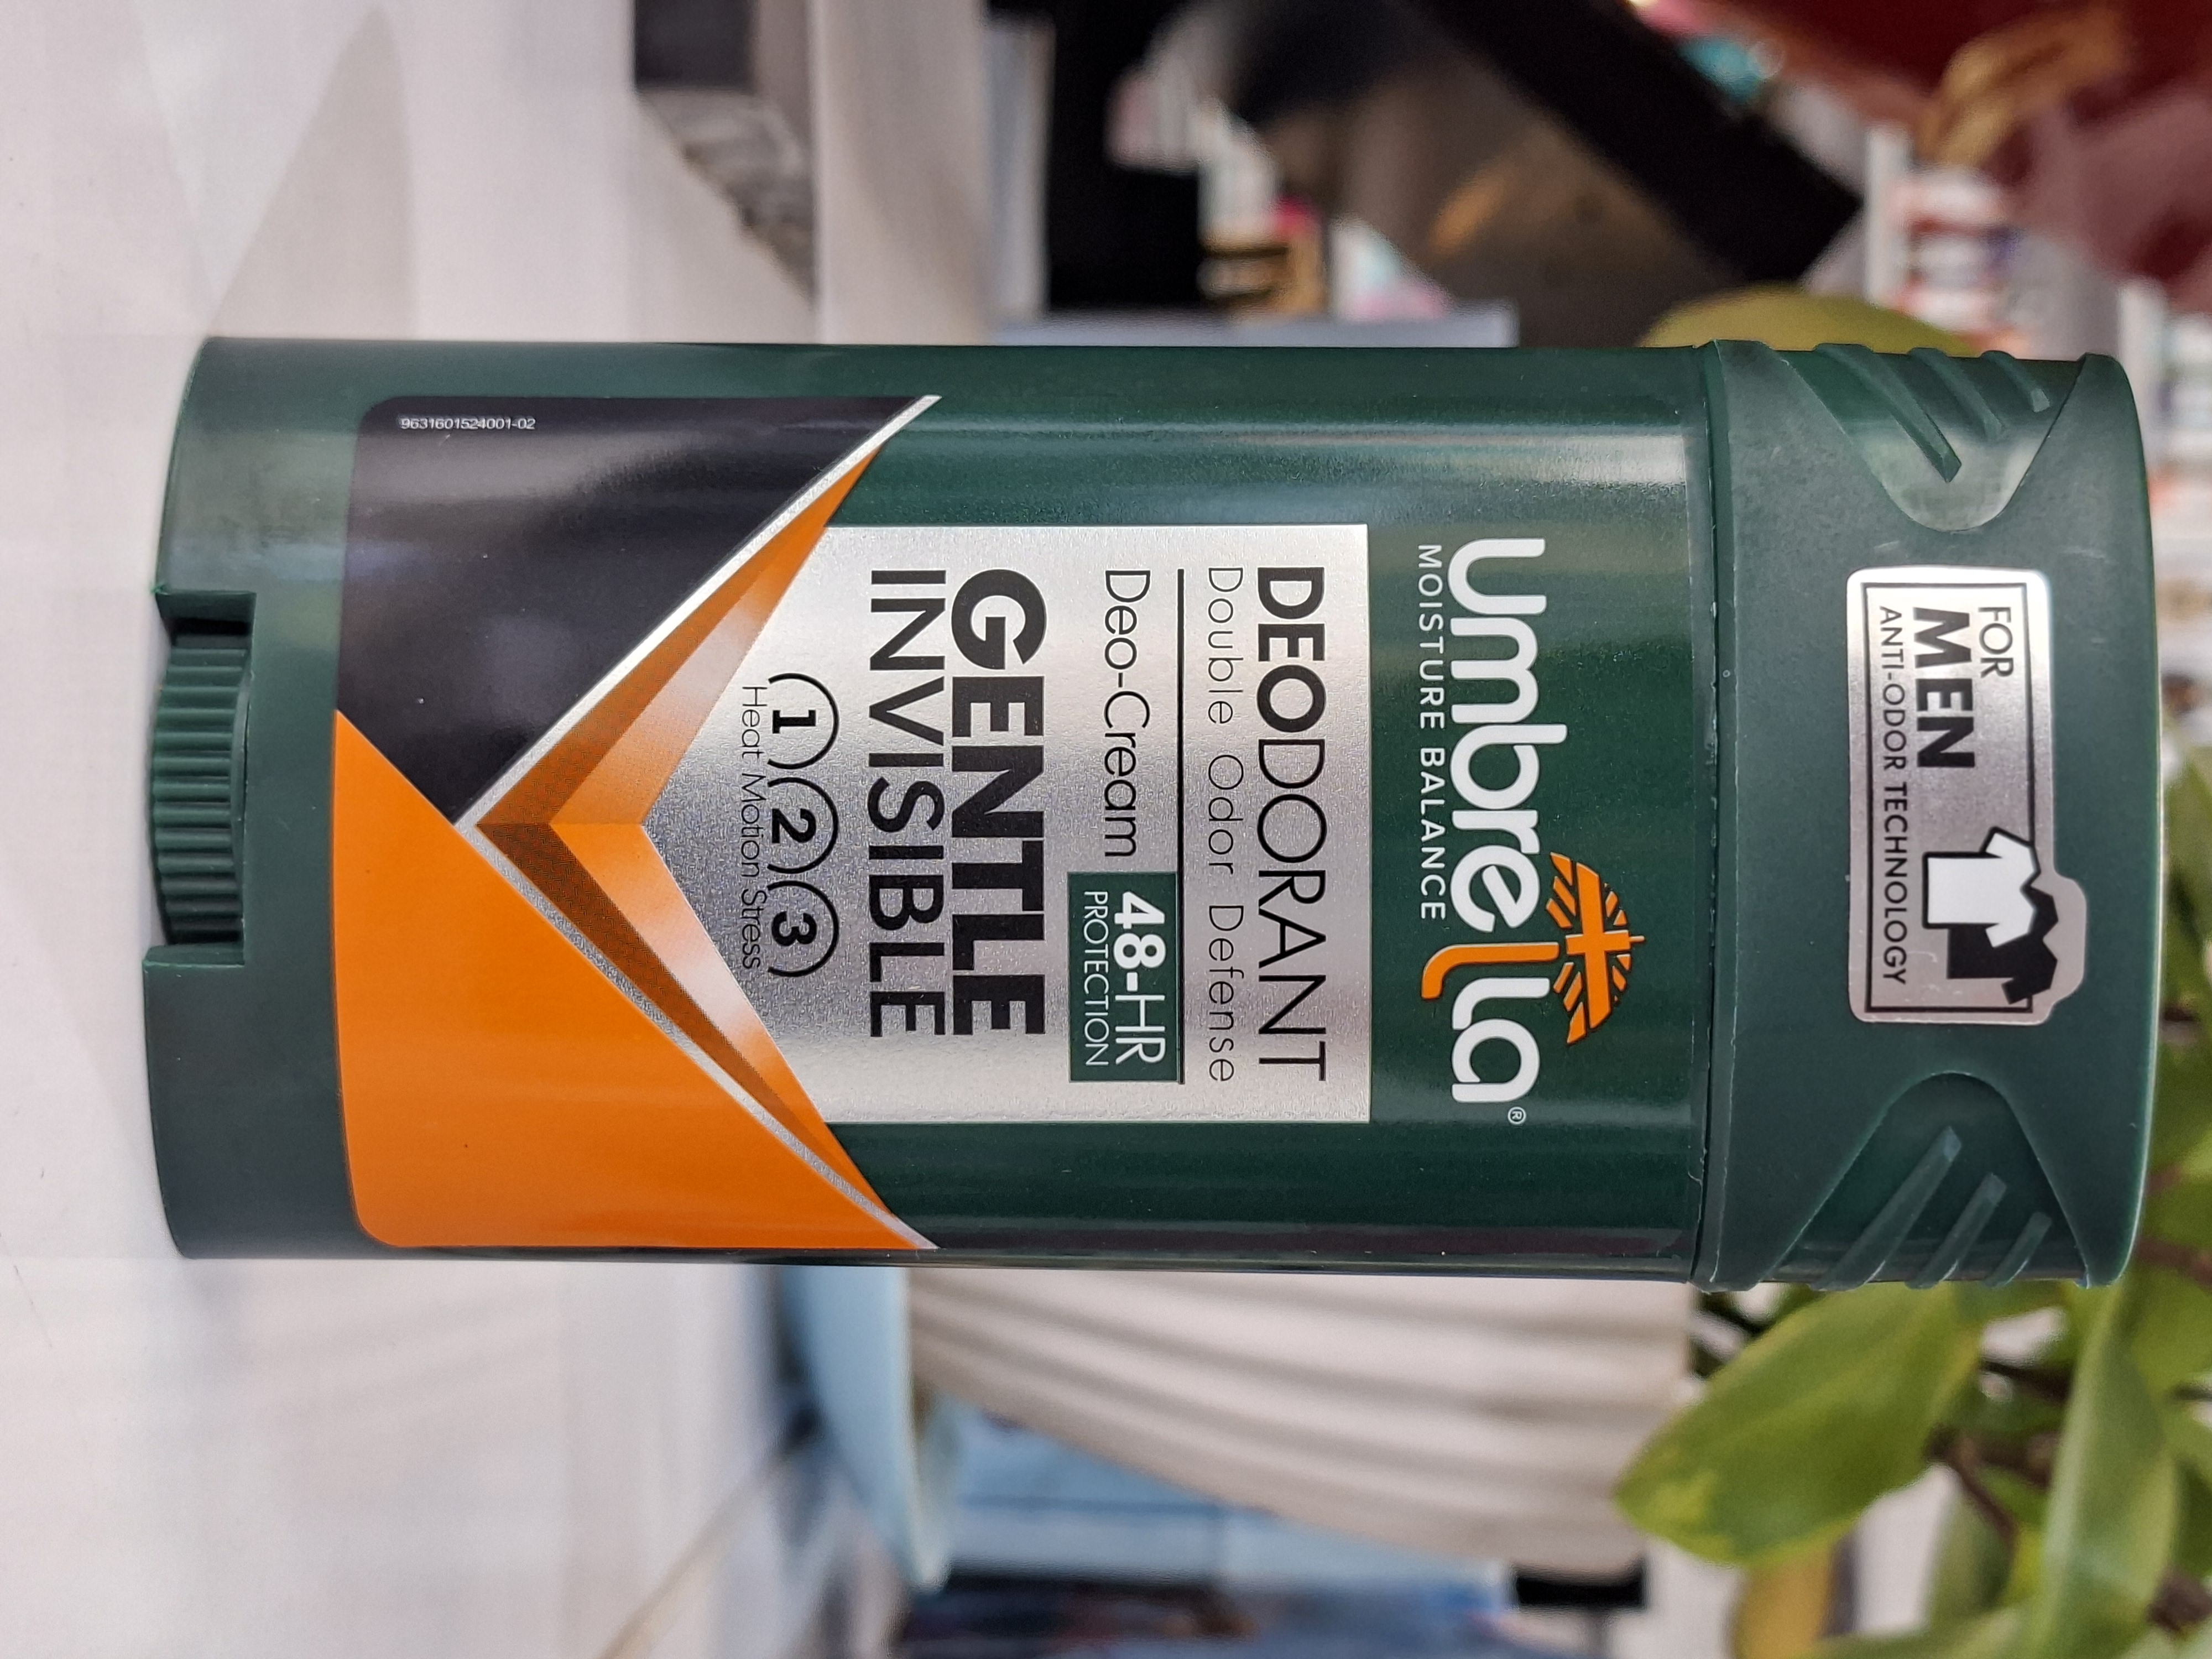 FOR
MEN
ANTI-ODOR TECHNOLOGY
Umbrella®
MOISTURE BALANCE
DEODORANT
Double Odor Defense
Deo-Cream
48-HR
PROTECTION
GENTLE
INVISIBLE
1 2 3
Heat Motion Stress
9631601524001-02